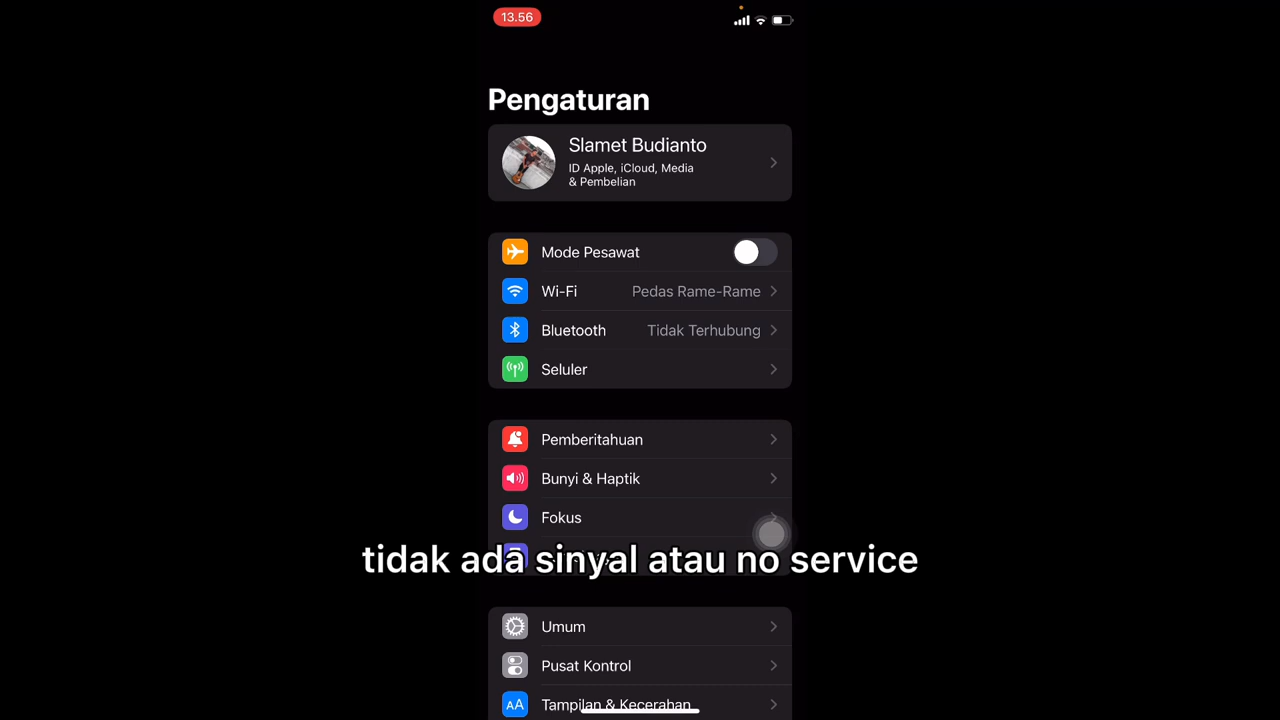 13.56
Pengaturan
Slamet Budianto
ID Apple, iCloud, Media
& Pembelian
Mode Pesawat
Wi-Fi Pedas Rame-Rame
Bluetooth Tidak Terhubung
Seluler
Pemberitahuan
Bunyi & Haptik
Fokus
tidak ada sinyal atau no service
Umum
Pusat Kontrol
AA Tampilan & Kecerahan